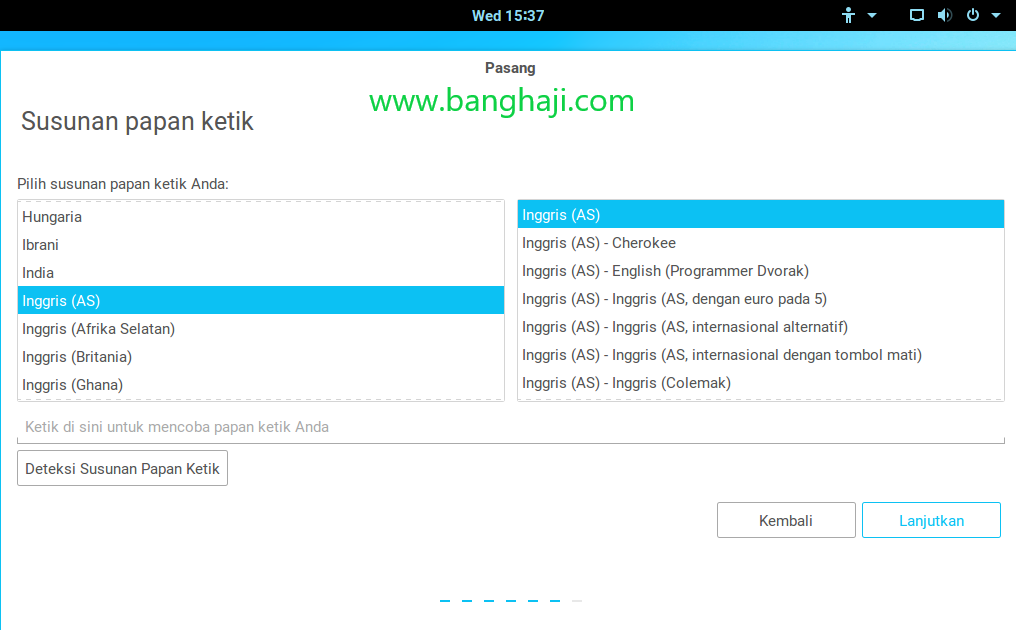 Wed 15:37
Pasang
www.banghaji.com
Susunan papan ketik
Pilih susunan papan ketik Anda:
Hungaria
Ibrani
India
Inggris (AS)
Inggris (Afrika Selatan)
Inggris (Britania)
Inggris (Ghana)
Inggris (AS)
Inggris (AS) - Cherokee
Inggris (AS) - English (Programmer Dvorak)
Inggris (AS) - Inggris (AS, dengan euro pada 5)
Inggris (AS) - Inggris (AS, internasional alternatif)
Inggris (AS) - Inggris (AS, internasional dengan tombol mati)
Inggris (AS) - Inggris (Colemak)
Ketik di sini untuk mencoba papan ketik Anda
Deteksi Susunan Papan Ketik
Kembali
Lanjutkan